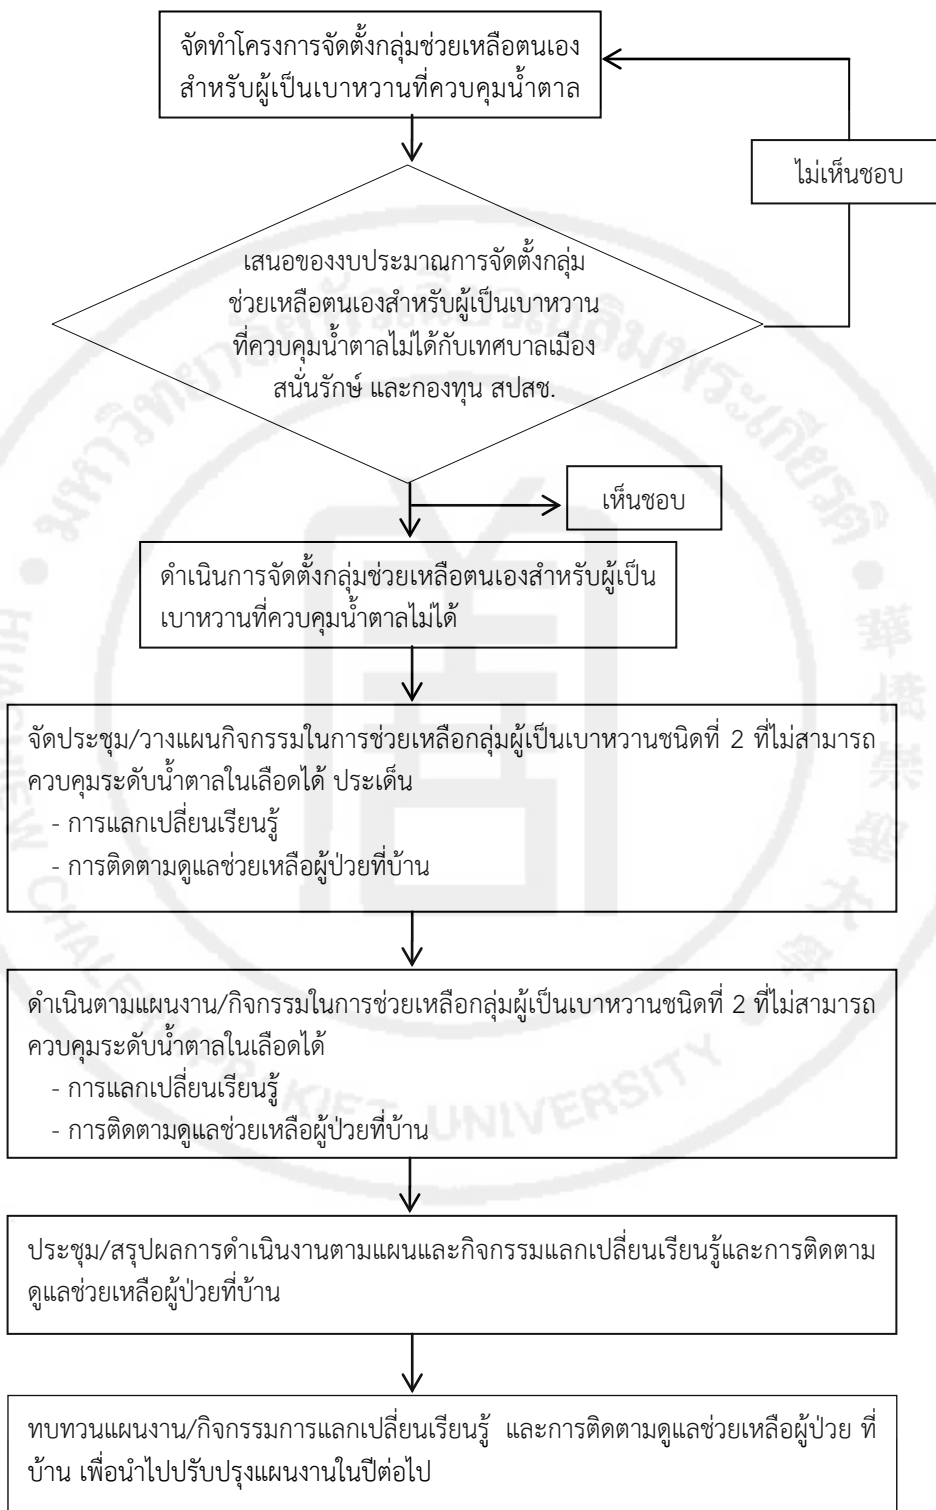 จัดทำโครงการจัดตั้งกลุ่มช่วยเหลือตนเอง
สำหรับผู้เป็นเบาหวานที่ควบคุมน้ำตาล
ไม่เห็นชอบ
เสนอของงบประมาณการจัดตั้งกลุ่ม
ช่วยเหลือตนเองสำหรับผู้เป็นเบาหวาน
ที่ควบคุมน้ำตาลไม่ได้กับเทศบาลเมือง
สนั่นรักษ์ และกองทุน สปสช.
เห็นชอบ
ดำเนินการจัดตั้งกลุ่มช่วยเหลือตนเองสำหรับผู้เป็น
เบาหวานที่ควบคุมน้ำตาลไม่ได้
จัดประชุม/วางแผนกิจกรรมในการช่วยเหลือกลุ่มผู้เป็นเบาหวานชนิดที่ 2 ที่ไม่สามารถ
ควบคุมระดับน้ำตาลในเลือดได้ ประเด็น
- การแลกเปลี่ยนเรียนรู้
- การติดตามดูแลช่วยเหลือผู้ป่วยที่บ้าน
ดำเนินตามแผนงาน/กิจกรรมในการช่วยเหลือกลุ่มผู้เป็นเบาหวานชนิดที่ 2 ที่ไม่สามารถ
ควบคุมระดับน้ำตาลในเลือดได้
- การแลกเปลี่ยนเรียนรู้
- การติดตามดูแลช่วยเหลือผู้ป่วยที่บ้าน
ประชุม/สรุปผลการดำเนินงานตามแผนและกิจกรรมแลกเปลี่ยนเรียนรู้และการติดตาม
ดูแลช่วยเหลือผู้ป่วยที่บ้าน
ทบทวนแผนงาน/กิจกรรมการแลกเปลี่ยนเรียนรู้ และการติดตามดูแลช่วยเหลือผู้ป่วย ที่
บ้าน เพื่อนำไปปรับปรุงแผนงานในปีต่อไป